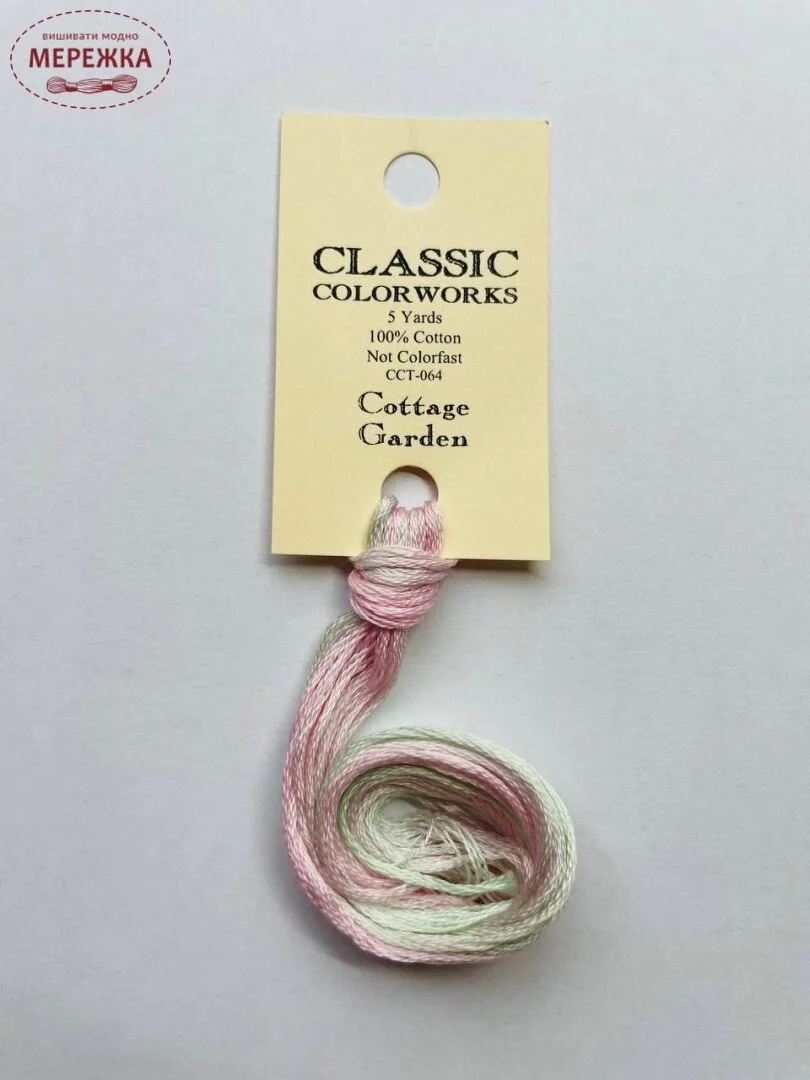 вишивати модно
МЕРЕЖКА
CLASSIC
COLORWORKS
5 Yards
100% Cotton
Not Colorfast
CCT-064
Cottage
Garden